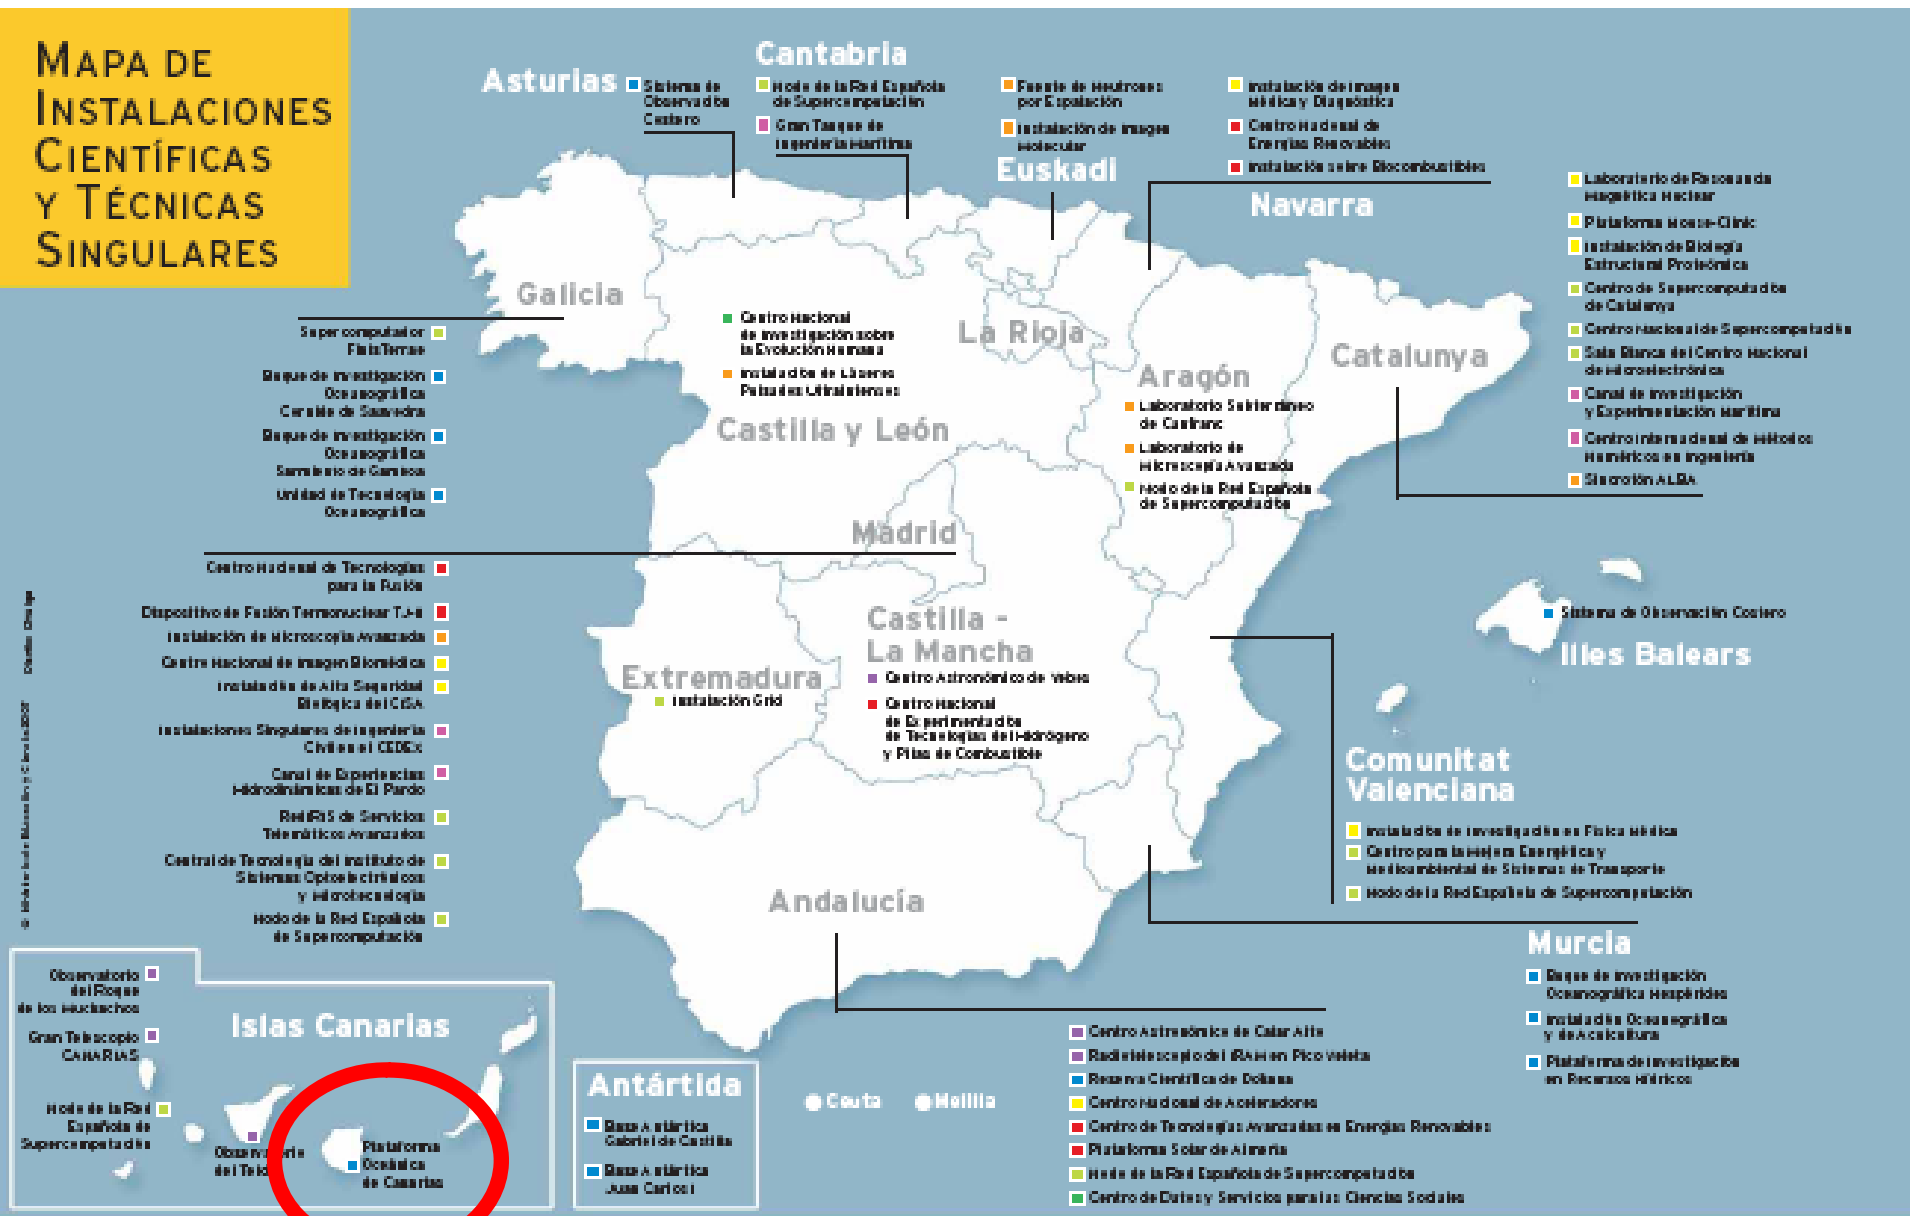 MAPA DE
INSTALACIONES
CIENTÍFICAS
Y TÉCNICAS
SINGULARES
Asturias
Sistema de
Observación
Costero
Cantabria
Nodo de la Red Española
de Supercomputación
Gran Tanque de
Ingeniería Marítima
Fuente de Neutrones
por Espalación
Instalación de Imagen
Molecular
Euskadi
Instalación de Imagen
Médica y Diagnóstica
Centro Nacional de
Energías Renovables
Instalación sobre Biocombustibles
Navarra
Laboratorio de Resonancia
Magnética Nuclear
Plataforma Mouse-Clinic
Instalación de Biología
Estructural Proteómica
Centro de Supercomputación
de Catalunya
Centro Nacional de Supercomputación
Sala Blanca del Centro Nacional
de Microelectrónica
Canal de Investigación
y Experimentación Marítima
Centro Internacional de Métodos
Numéricos en Ingeniería
Sincrotón ALBA
Catalunya
Galicia
Supercomputador
FinisTerrae
Buque de Investigación
Oceanográfica
Cornide de Saavedra
Buque de Investigación
Oceanográfica
Sarmiento de Gamboa
Unidad de Tecnología
Oceanográfica
Centro Nacional
de Investigación sobre
la Evolución Humana
Instalación de Láseres
Pulsados Ultraintensos
Castilla y León
La Rioja
Aragón
Laboratorio Subterráneo
de Canfranc
Laboratorio de
Microscopía Avanzada
Nodo de la Red Española
de Supercomputación
Madrid
Centro Nacional de Tecnologías
para la Fusión
Dispositivo de Fusión Termonuclear TJ-II
Instalación de Microscopía Avanzada
Centro Nacional de Imagen Biomédica
Instalación de Alta Seguridad
Biológica del CISA
Instalaciones Singulares de Ingeniería
Civil en el CEDEX
Canal de Experiencias
Hidrodinámicas de El Pardo
RedIRIS de Servicios
Telemáticos Avanzados
Central de Tecnología del Instituto de
Sistemas Optoelectrónicos
y Microtecnología
Nodo de la Red Española
de Supercomputación
Castilla -
La Mancha
Centro Astronómico de Yebes
Centro Nacional
de Experimentación
de Tecnologías del Hidrógeno
y Pilas de Combustible
Extremadura
Instalación Grid
Sistema de Observación Costero
Illes Balears
Comunitat
Valenciana
Instalación de Investigación en Física Médica
Centro para la Mejora Energética y
Medioambiental de Sistemas de Transporte
Nodo de la Red Española de Supercomputación
Murcia
Buque de Investigación
Oceanográfica Hespérides
Instalación Oceanográfica
y de Acuicultura
Plataforma de Investigación
en Recursos Hídricos
Andalucía
Centro Astronómico de Calar Alto
Radiotelescopio del IRAM en Pico Veleta
Reserva Científica de Doñana
Centro Nacional de Aceleradores
Centro de Tecnologías Avanzadas en Energías Renovables
Plataforma Solar de Almería
Nodo de la Red Española de Supercomputación
Centro de Datos y Servicios para las Ciencias Sociales
Ceuta
Melilla
Antártida
Base Antártica
Gabriel de Castilla
Base Antártica
Juan Carlos I
Islas Canarias
Observatorio
del Roque
de los Muchachos
Gran Telescopio
CANARIAS
Nodo de la Red
Española de
Supercomputación
Observatorio
del Teide
Plataforma
Oceánica
de Canarias